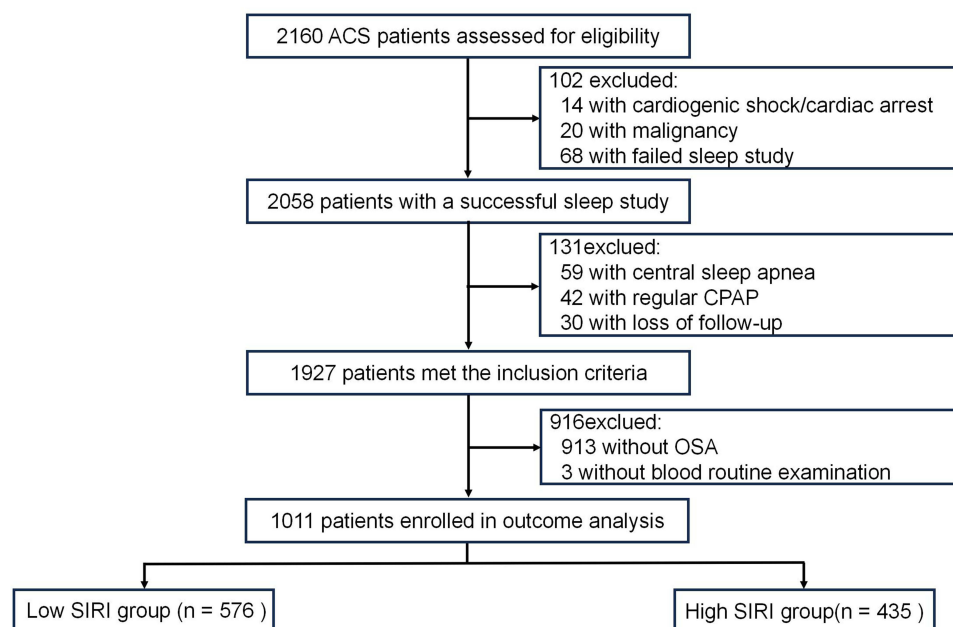 2160 ACS patients assessed for eligibility
102 excluded:
14 with cardiogenic shock/cardiac arrest
20 with malignancy
68 with failed sleep study
2058 patients with a successful sleep study
131exclued:
59 with central sleep apnea
42 with regular CPAP
30 with loss of follow-up
1927 patients met the inclusion criteria
916exclued:
913 without OSA
3 without blood routine examination
1011 patients enrolled in outcome analysis
Low SIRI group (n = 576 )
High SIRI group(n = 435 )